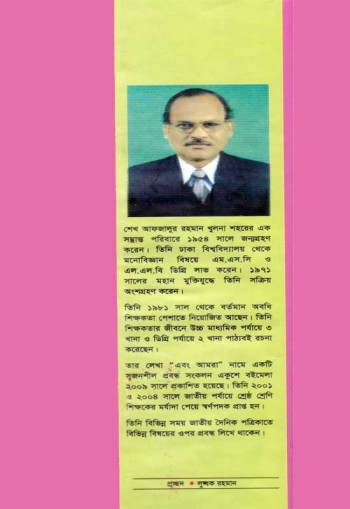 শেখ আফজালুর রহমান খুলনা শহরের এক
সম্ভ্রান্ত পরিবারে ১৯৫৪ সালে জন্মগ্রহণ
করেন। তিনি ঢাকা বিশ্ববিদ্যালয় থেকে
মনোবিজ্ঞান বিষয়ে এম.এস.সি ও
এল.এল.বি ডিগ্রি লাভ করেন। ১৯৭১
সালের মহান মুক্তিযুদ্ধে তিনি সক্রিয়
অংশগ্রহণ করেন।
তিনি ১৯৮১ সাল থেকে বর্তমান অবধি
শিক্ষকতা পেশাতে নিয়োজিত আছেন। তিনি
শিক্ষকতার জীবনে উচ্চ মাধ্যমিক পর্যায়ে ৩
খানা ও ডিগ্রি পর্যায়ে ২ খানা পাঠ্যবই রচনা
করেছেন।
তার লেখা “এবং আমরা” নামে একটি
সৃজনশীল প্রবন্ধ সংকলন একুশে বইমেলা
২০০৯ সালে প্রকাশিত হয়েছে। তিনি ২০০১
ও ২০০৪ সালে জাতীয় পর্যায়ে শ্রেষ্ঠ শ্রেণি
শিক্ষকের মর্যাদা পেয়ে স্বর্ণপদক প্রাপ্ত হন।
তিনি বিভিন্ন সময় জাতীয় দৈনিক পত্রিকাতে
বিভিন্ন বিষয়ের ওপর প্রবন্ধ লিখে থাকেন।
প্রচ্ছদ • লুব্ধক রহমান